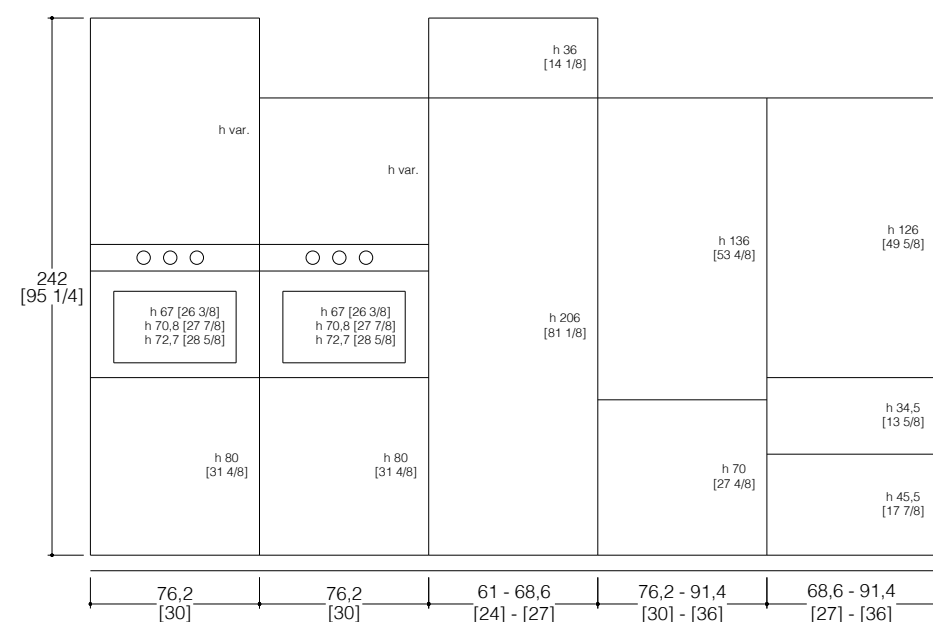 h 36
[14 1/8]
h var.
h var.
h 136
[53 4/8]
h 126
[49 5/8]
242
[95 1/4]
h 67 [26 3/8]
h 70,8 [27 7/8]
h 72,7 [28 5/8]
h 67 [26 3/8]
h 70,8 [27 7/8]
h 72,7 [28 5/8]
h 206
[81 1/8]
h 34,5
[13 5/8]
h 80
[31 4/8]
h 80
[31 4/8]
h 70
[27 4/8]
h 45,5
[17 7/8]
76,2
[30]
76,2
[30]
61 - 68,6
[24] - [27]
76,2 - 91,4
[30] - [36]
68,6 - 91,4
[27] - [36]